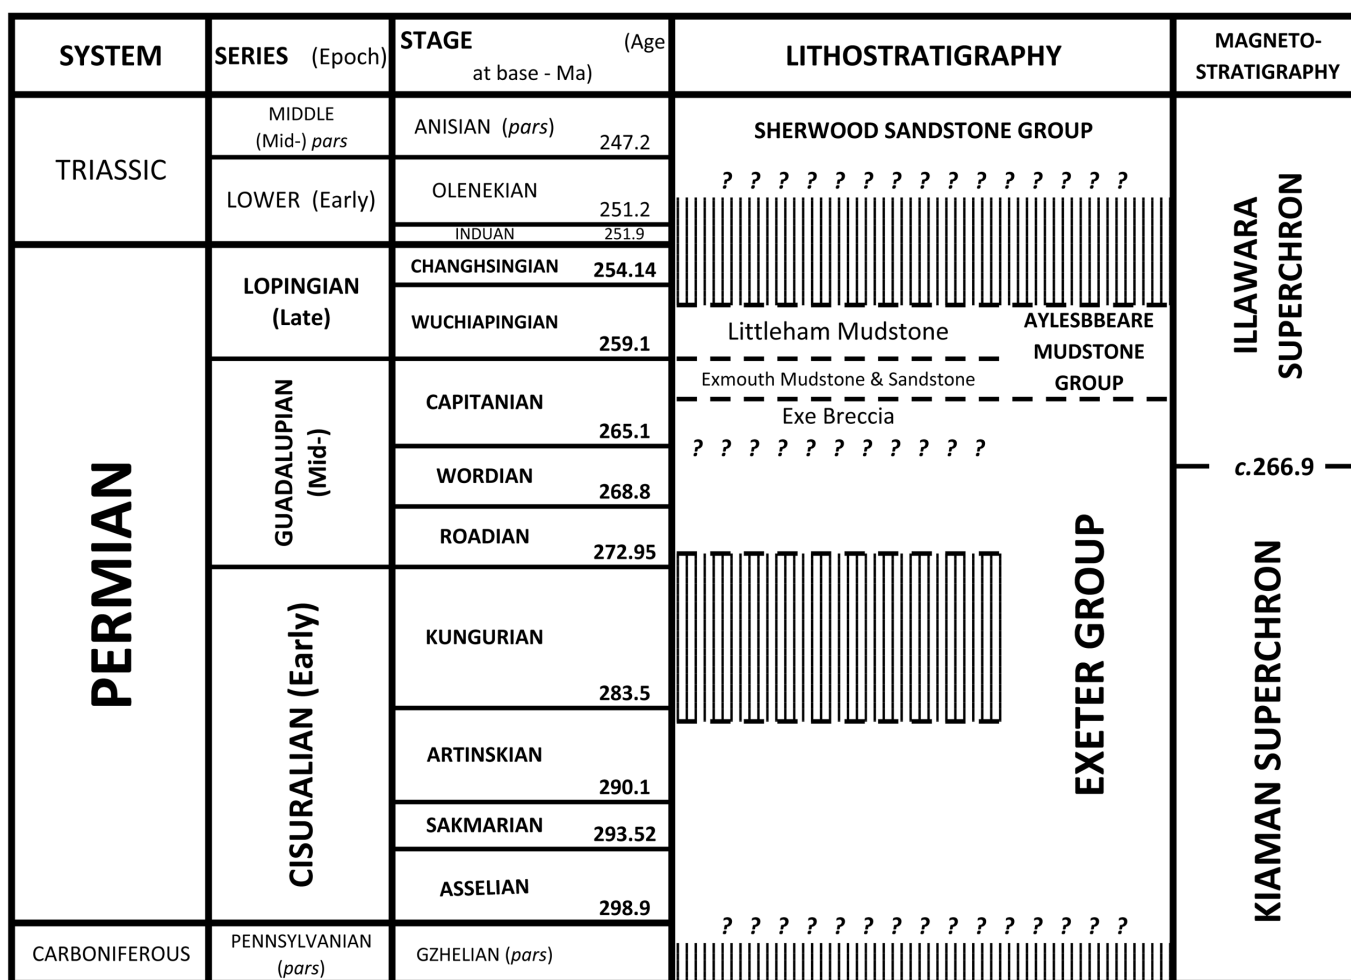 SYSTEM
SERIES (Epoch)
STAGE (Age
at base - Ma)
LITHOSTRATIGRAPHY
MAGNETO-
STRATIGRAPHY
TRIASSIC
MIDDLE
(Mid-) pars
LOWER (Early)
ANISIAN (pars)
247.2
OLENEKIAN
251.2
INDUAN 251.9
SHERWOOD SANDSTONE GROUP
? ? ? ? ? ? ? ? ? ? ? ? ? ? ?
PERMIAN
LOPINGIAN
(Late)
GUADALUPIAN
(Mid-)
CISURALIAN (Early)
CHANGHSINGIAN 254.14
WUCHIAPINGIAN
259.1
CAPITANIAN
265.1
WORDIAN
268.8
ROADIAN
272.95
KUNGURIAN
283.5
ARTINSKIAN
290.1
SAKMARIAN
293.52
ASSELIAN
298.9
Littleham Mudstone
Exmouth Mudstone & Sandstone
Exe Breccia
? ? ? ? ? ? ? ? ? ? ?
AYLESBBEARE
MUDSTONE
GROUP
EXETER GROUP
? ? ? ? ? ? ? ? ? ? ? ? ? ? ?
ILLAWARA
SUPERCHRON
c.266.9
KIAMAN SUPERCHRON
CARBONIFEROUS
PENNSYLVANIAN
(pars)
GZHELIAN (pars)